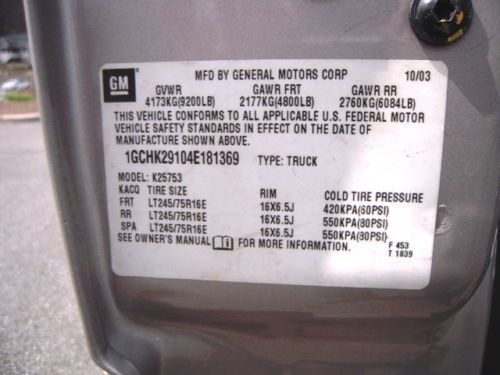 GM
MFD BY GENERAL MOTORS CORP 10/03
GVWR GAWR FRT GAWR RR
4173KG(9200LB) 2177KG(4800LB) 2760KG(6084LB)
THIS VEHICLE CONFORMS TO ALL APPLICABLE U.S. FEDERAL MOTOR
VEHICLE SAFETY STANDARDS IN EFFECT ON THE DATE OF
MANUFACTURE SHOWN ABOVE.
1GCHK29104E181369 TYPE: TRUCK
MODEL: K25753
KACQ TIRE SIZE RIM COLD TIRE PRESSURE
FRT LT245/75R16E 16X6.5J 420KPA(60PSI)
RR LT245/75R16E 16X6.5J 550KPA(80PSI)
SPA LT245/75R16E 16X6.5J 550KPA(80PSI)
SEE OWNER'S MANUAL FOR MORE INFORMATION. F 453
T 1839